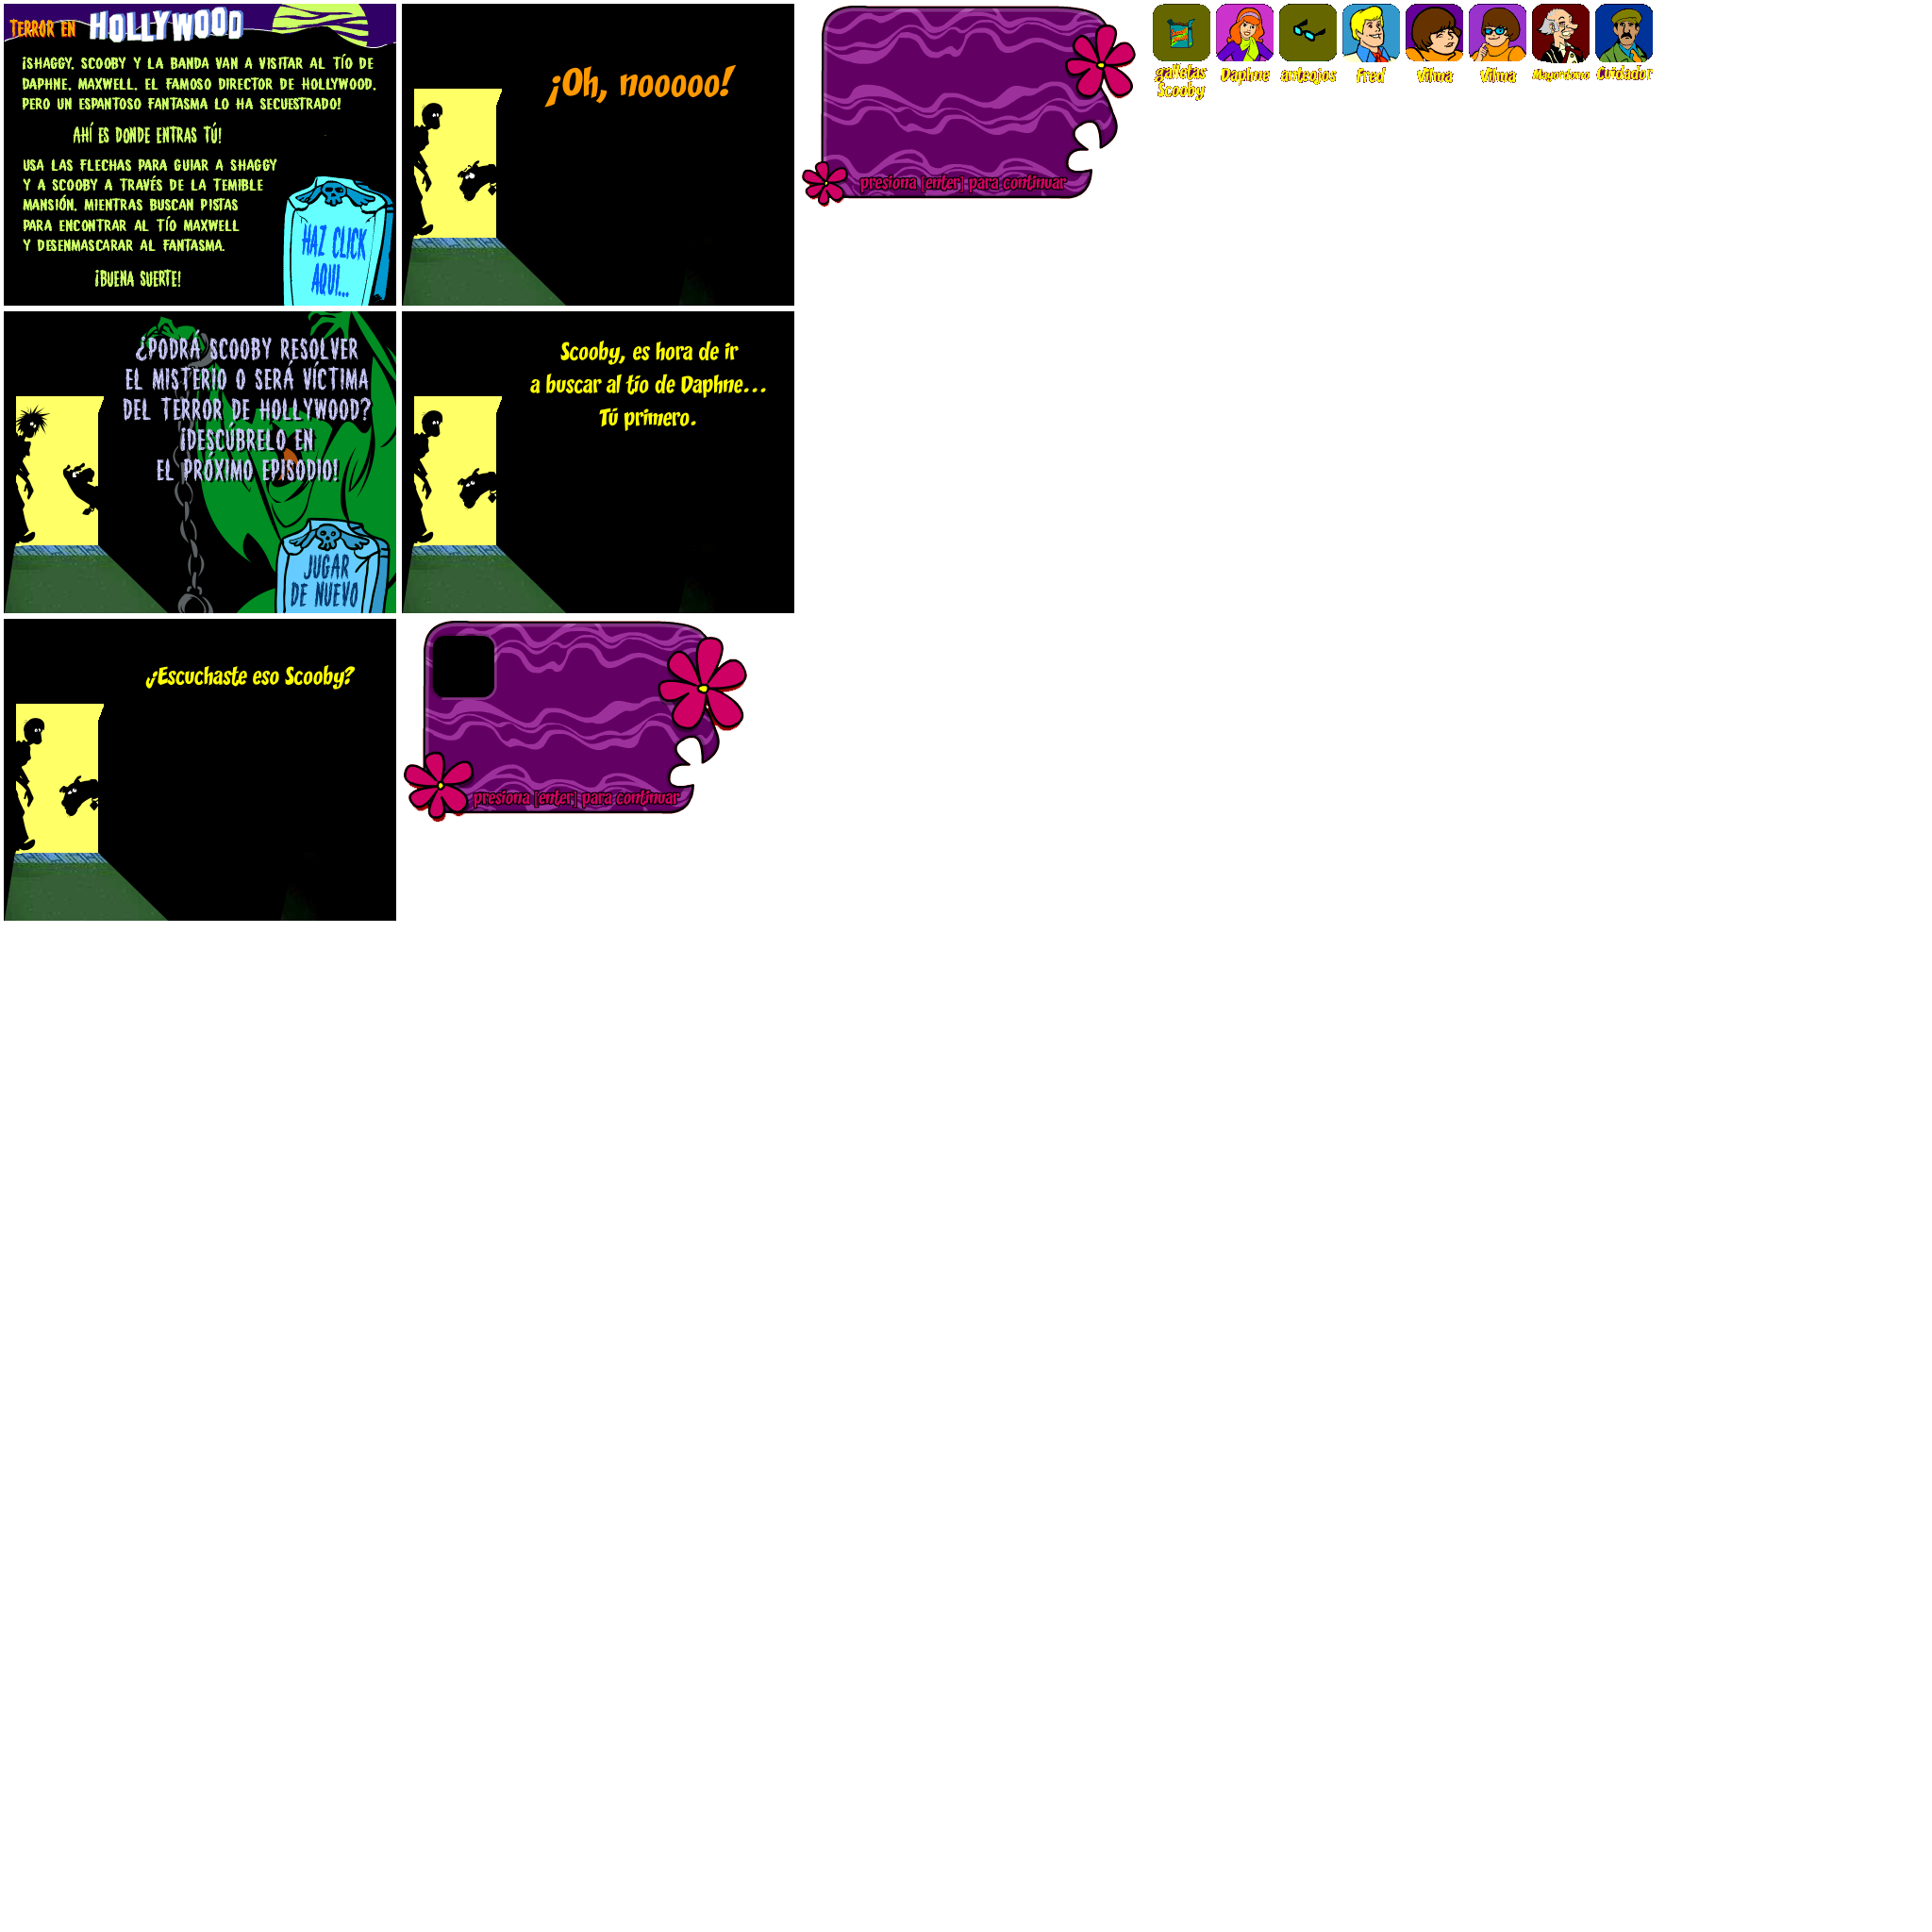 TERROR EN HOLLYWOOD
¡SHAGGY, SCOOBY Y LA BANDA VAN A VISITAR AL TÍO DE
DAPHNE, MAXWELL, EL FAMOSO DIRECTOR DE HOLLYWOOD,
PERO UN ESPANTOSO FANTASMA LO HA SECUESTRADO!
AHÍ ES DONDE ENTRAS TÚ!
USA LAS FLECHAS PARA GUIAR A SHAGGY
Y A SCOOBY A TRAVÉS DE LA TEMIBLE
MANSIÓN, MIENTRAS BUSCAN PISTAS
PARA ENCONTRAR AL TÍO MAXWELL
Y DESENMASCARAR AL FANTASMA.
¡BUENA SUERTE!
HAZ CLICK
AQUI...
¡Oh, nooooo!
presiona [enter] para continuar
galletas
Scooby
Daphne
anteojos
Fred
Vilma
Vilma
Mayordomo
Cuidador
¿PODRÁ SCOOBY RESOLVER
EL MISTERIO O SERÁ VÍCTIMA
DEL TERROR DE HOLLYWOOD?
¡DESCÚBRELO EN
EL PRÓXIMO EPISODIO!
JUGAR
DE NUEVO
Scooby, es hora de ir
a buscar al tío de Daphne...
Tú primero.
¿Escuchaste eso Scooby?
presiona [enter] para continuar